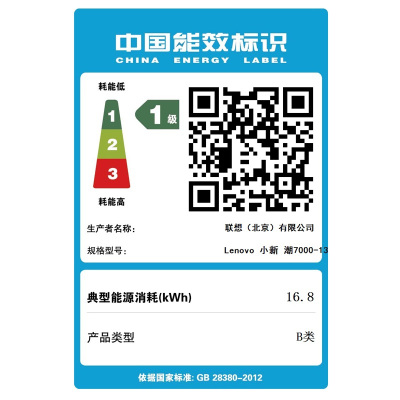 中国能效标识
CHINA ENERGY LABEL
耗能低
1
2
3
1级
耗能高
生产者名称: 联想（北京）有限公司
规格型号: Lenovo 小新 潮7000-13
典型能源消耗(kWh) 16.8
产品类型 B类
依据国家标准: GB 28380-2012